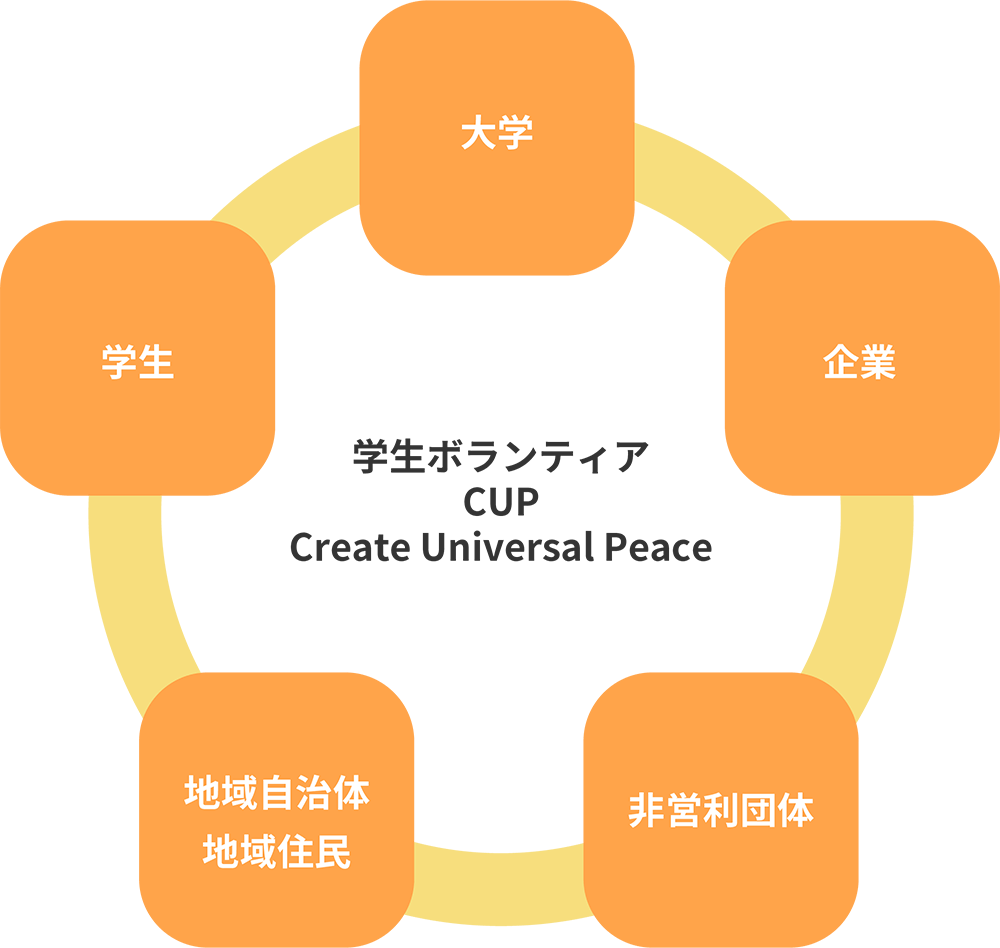 大学
学生
企業
学生ボランティア
CUP
Create Universal Peace
地域自治体
地域住民
非営利団体